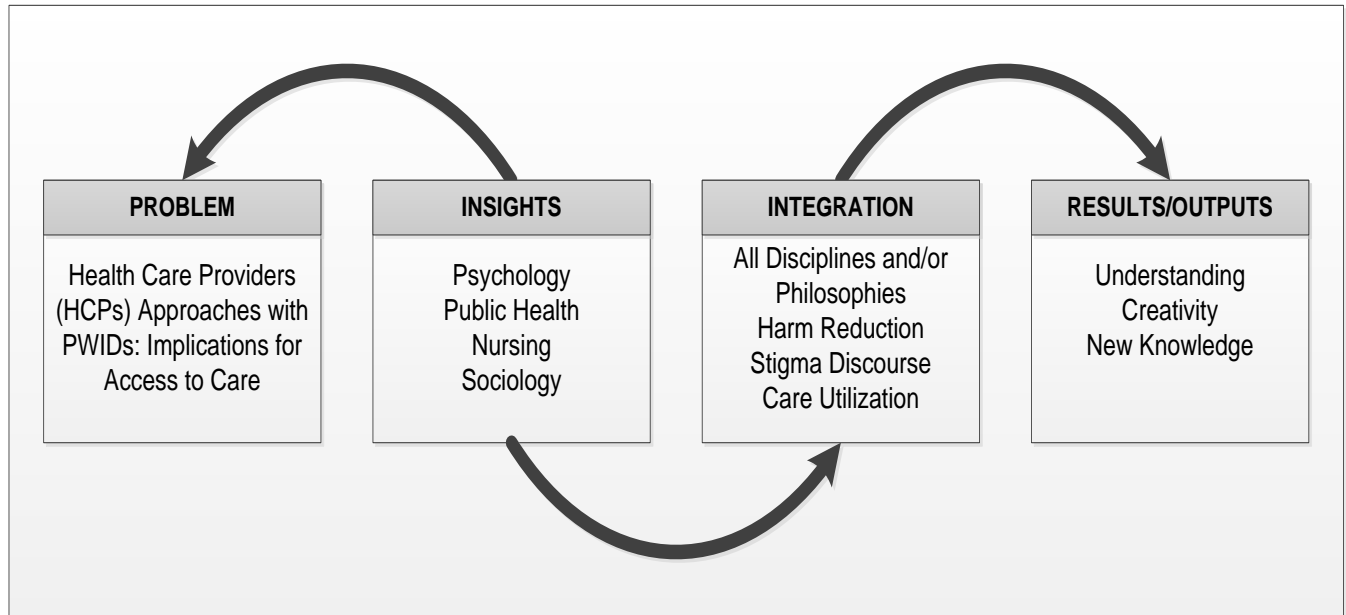 PROBLEM
Health Care Providers
(HCPs) Approaches with
PWIDs: Implications for
Access to Care
INSIGHTS
Psychology
Public Health
Nursing
Sociology
INTEGRATION
All Disciplines and/or
Philosophies
Harm Reduction
Stigma Discourse
Care Utilization
RESULTS/OUTPUTS
Understanding
Creativity
New Knowledge